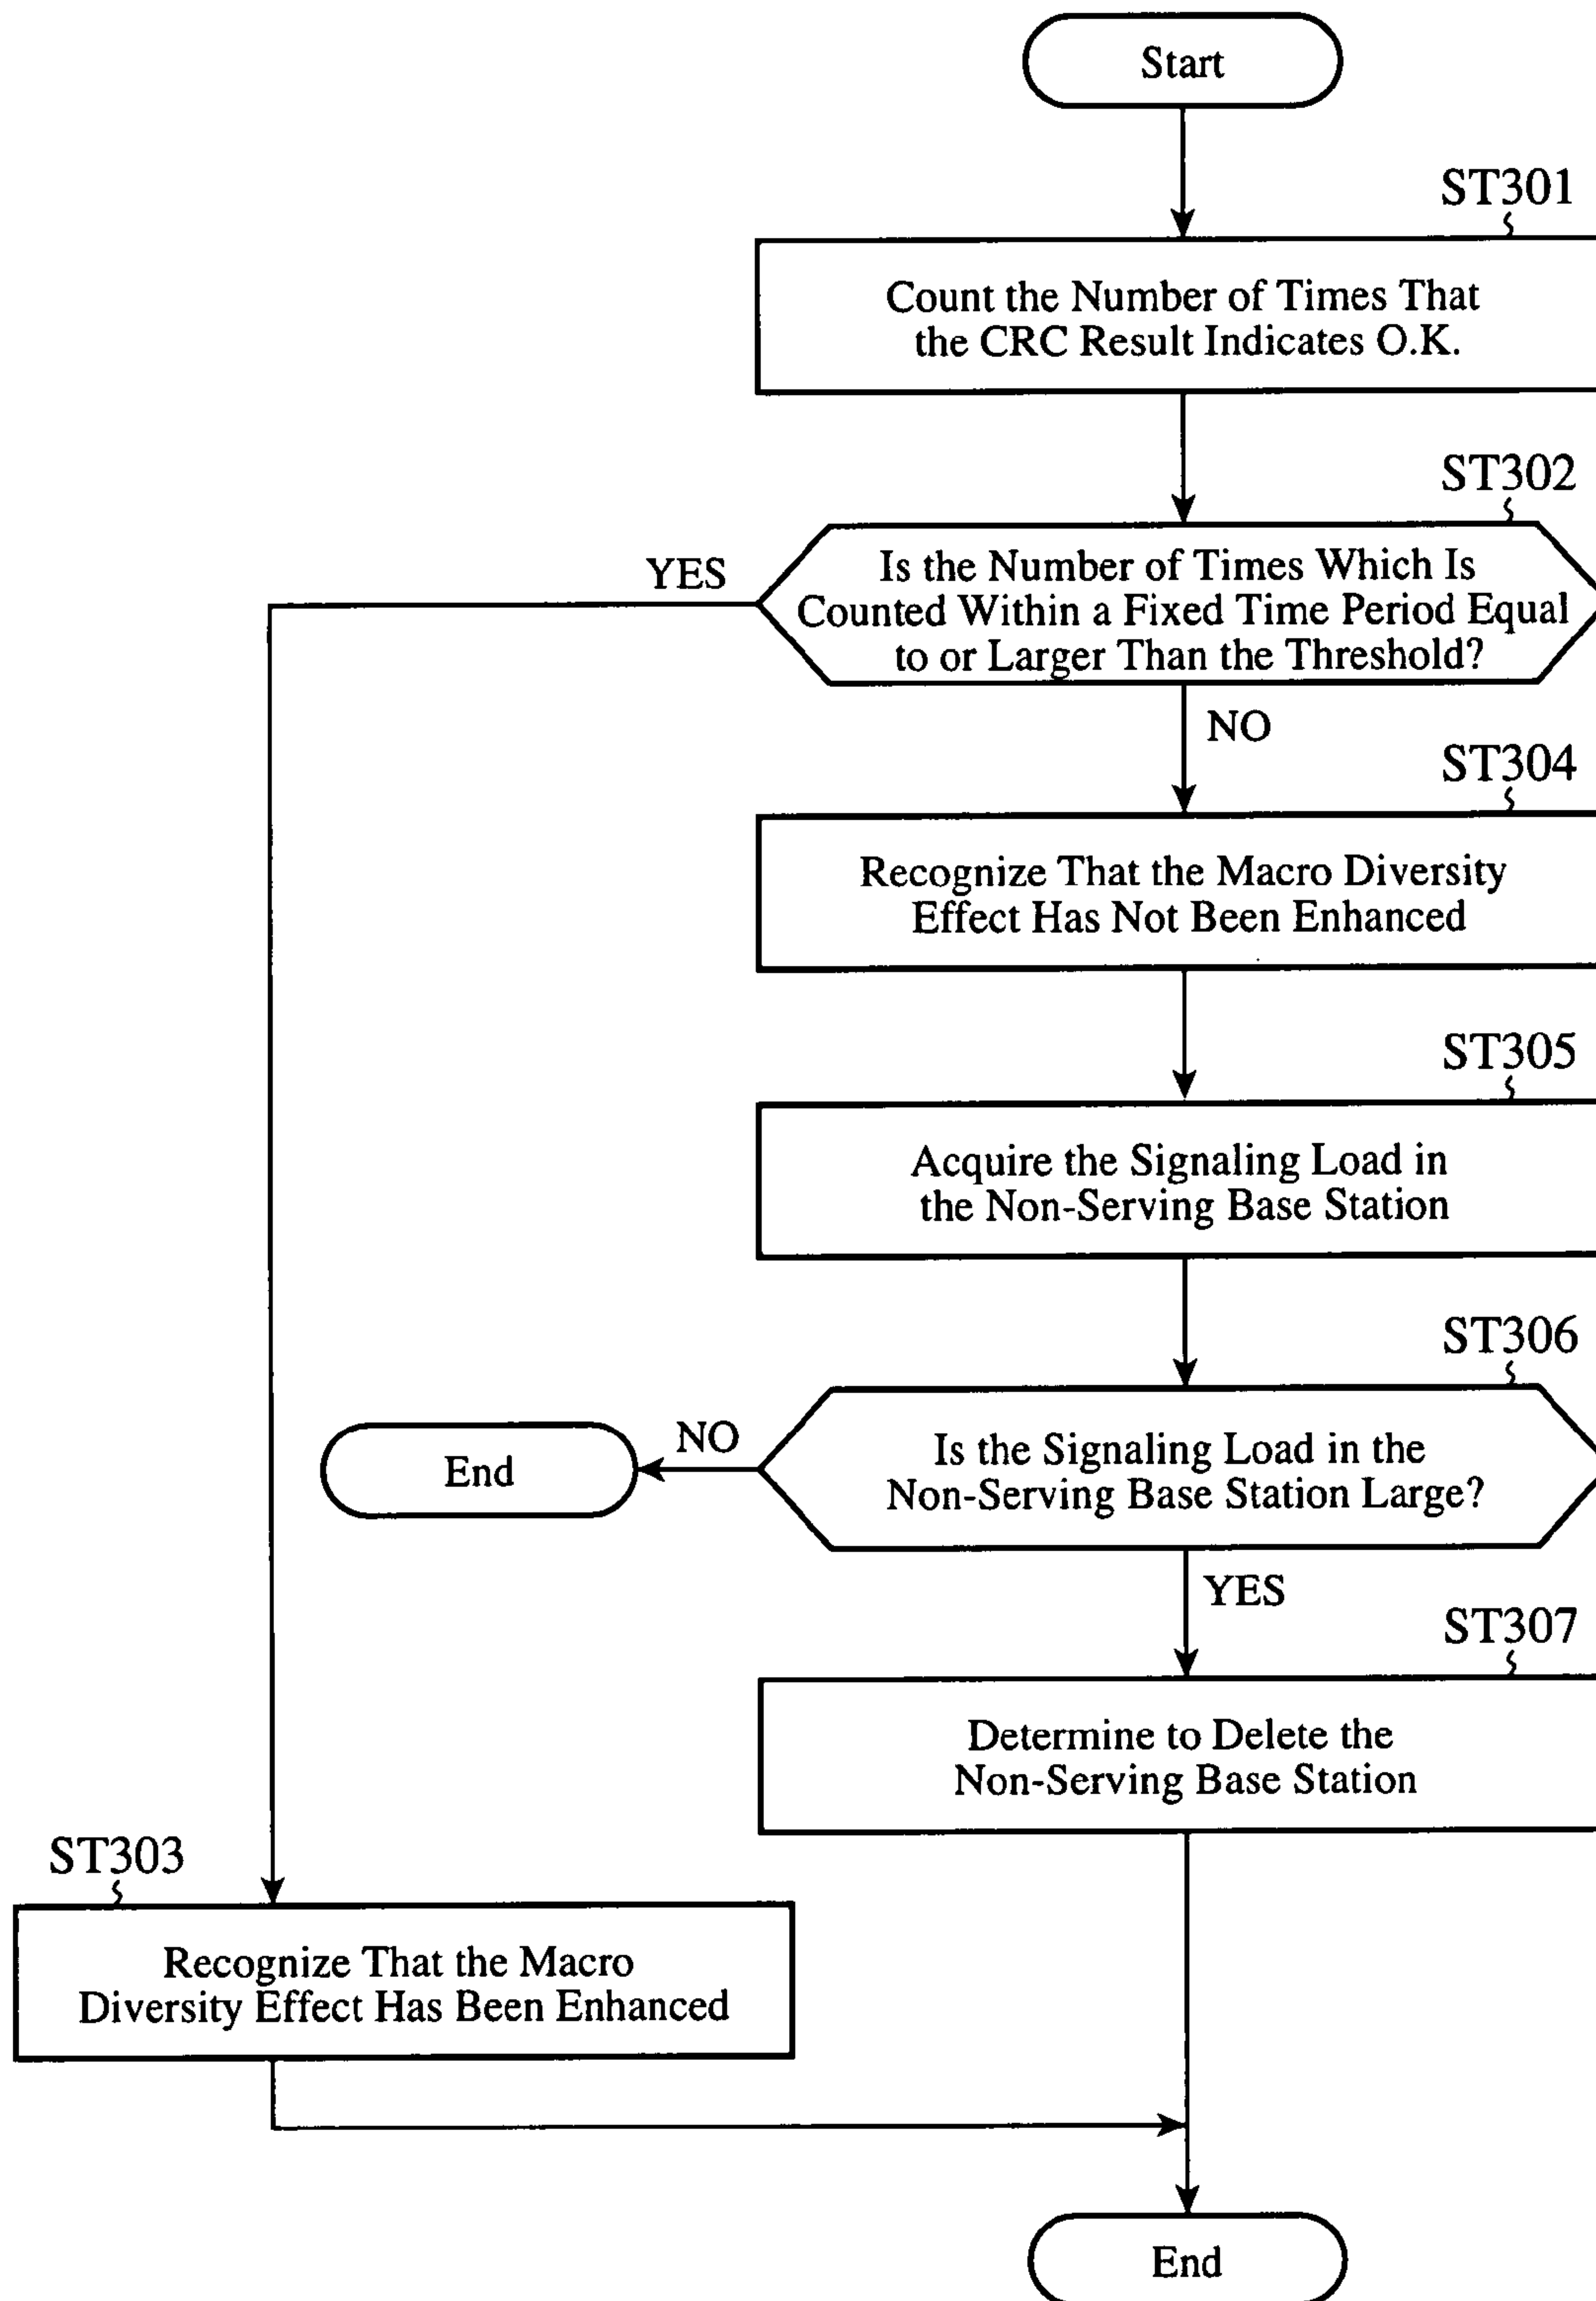 Start
ST301
Count the Number of Times That
the CRC Result Indicates O.K.
ST302
YES
Is the Number of Times Which Is
Counted Within a Fixed Time Period Equal
to or Larger Than the Threshold?
NO
ST304
Recognize That the Macro Diversity
Effect Has Not Been Enhanced
ST305
Acquire the Signaling Load in
the Non-Serving Base Station
ST306
End
NO
Is the Signaling Load in the
Non-Serving Base Station Large?
YES
ST307
Determine to Delete the
Non-Serving Base Station
ST303
Recognize That the Macro
Diversity Effect Has Been Enhanced
End